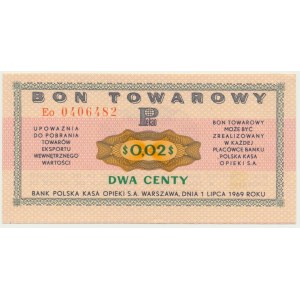 BON TOWAROWY
Eo 0406482
UPOWAŻNIA
DO POBRANIA
TOWARÓW
EKSPORTU
WEWNĘTRZNEGO
WARTOŚCI
$0,02$
DWA CENTY
BON TOWAROWY
MOŻE BYĆ
ZREALIZOWANY
W KAŻDEJ
PLACÓWCE BANKU
POLSKA KASA
OPIEKI S.A.
BANK POLSKA KASA OPIEKI S.A. WARSZAWA, DNIA 1 LIPCA 1969 ROKU